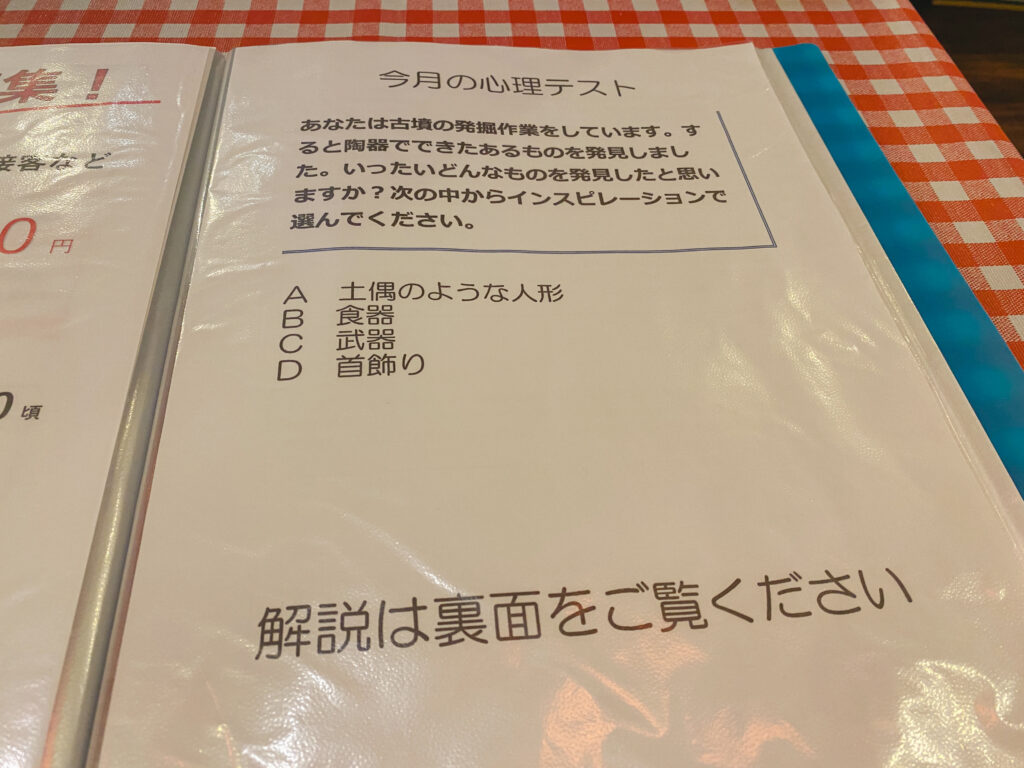 集！
接客など
0円
0頃
今月の心理テスト
あなたは古墳の発掘作業をしています。す
ると陶器でできたあるものを発見しまし
た。いったいどんなものを発見したと思い
ますか？次の中からインスピレーションで
選んでください。
A 土偶のような人形
B 食器
C 武器
D 首飾り
解説は裏面をご覧ください